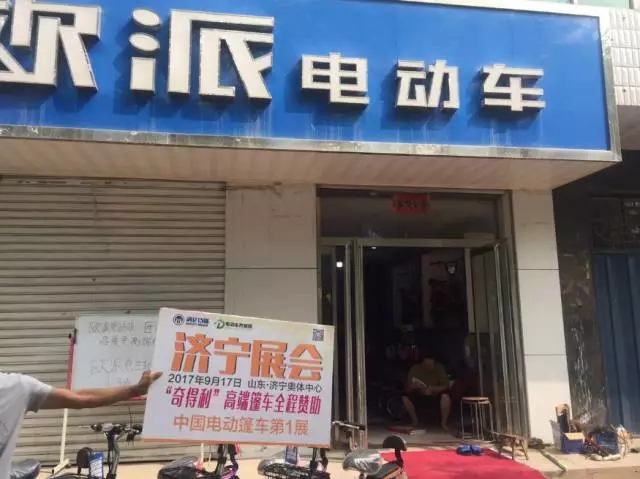 欧派电动车
济宁展会
2017年9月17日 山东·济宁奥体中心
“奇得利”高端篷车全程赞助
中国电动篷车第1展